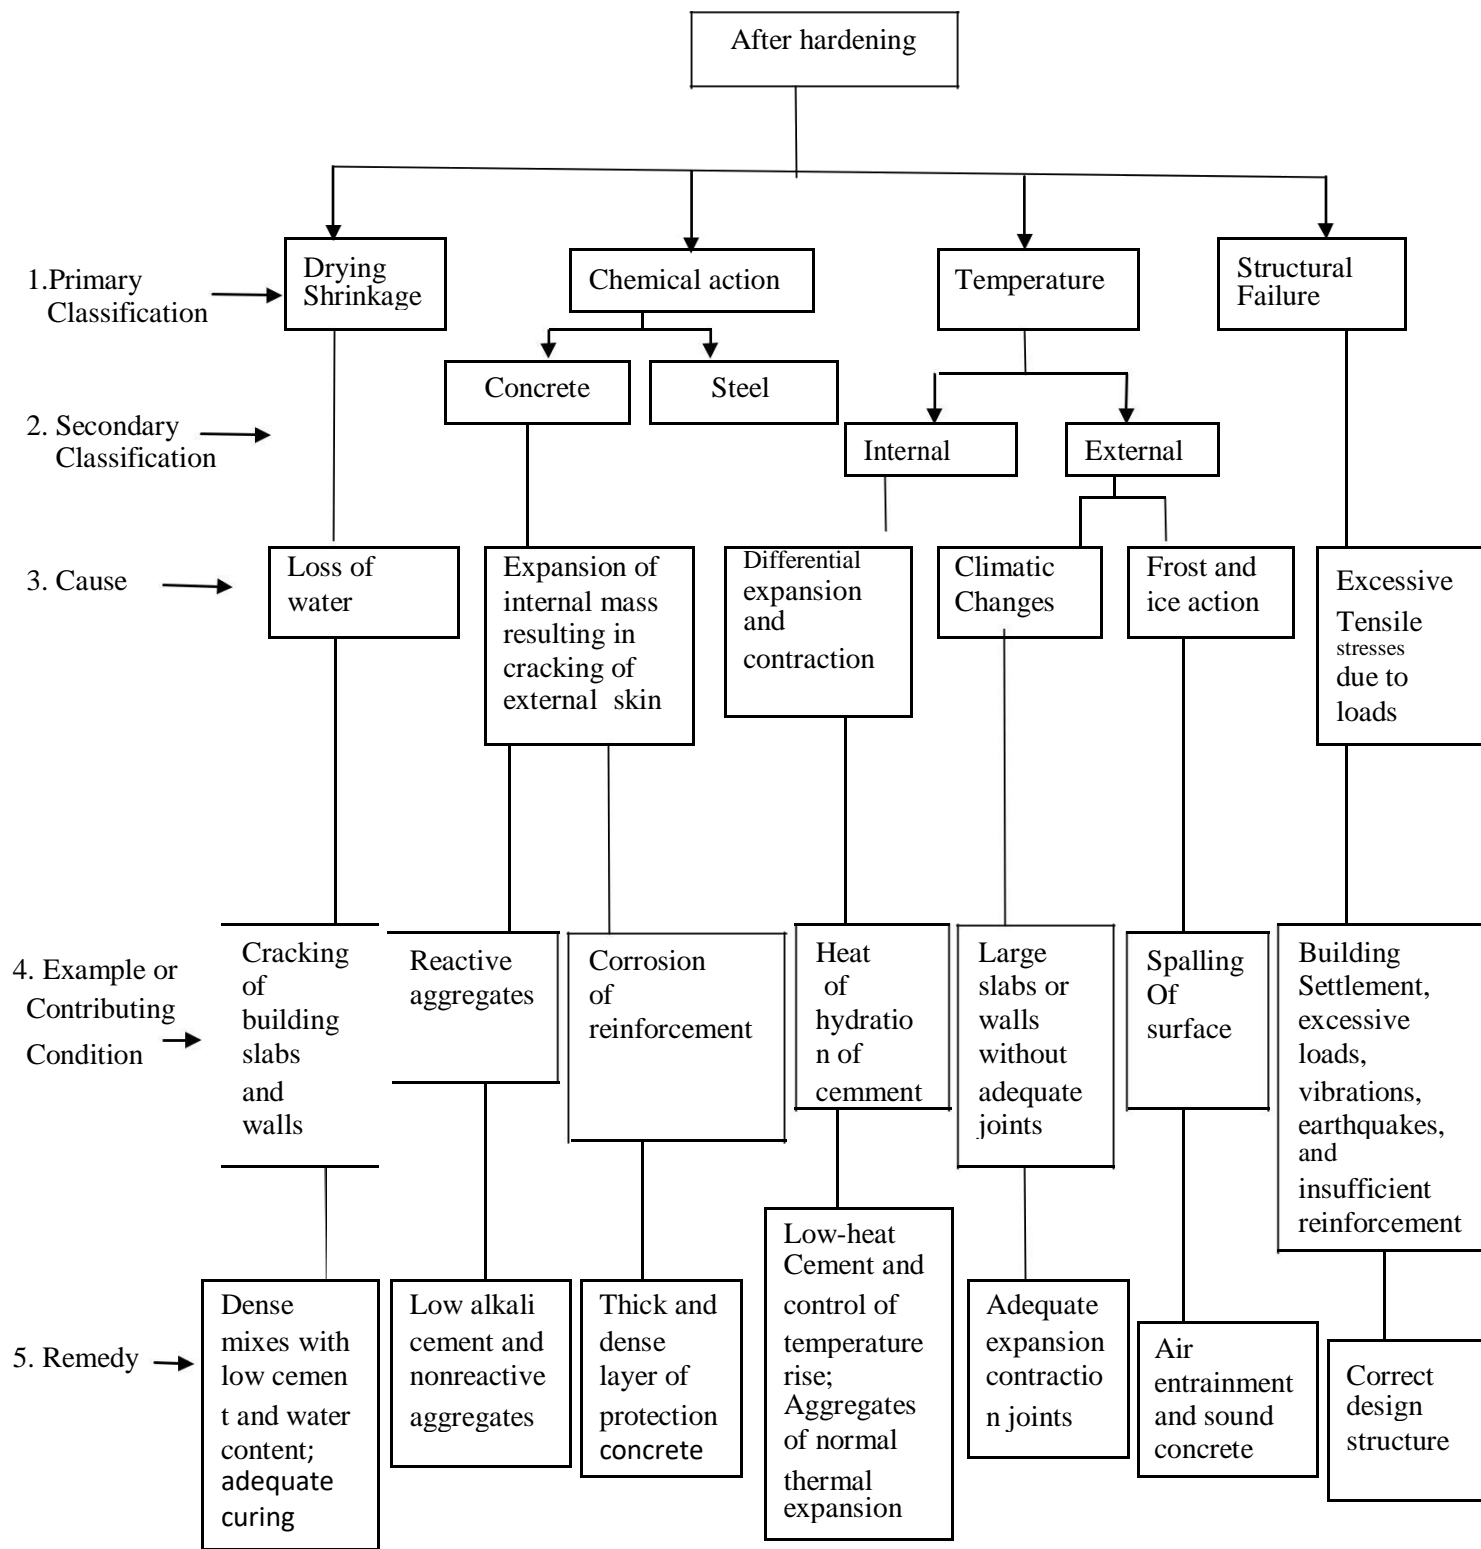 After hardening
1.Primary
Classification
Drying
Shrinkage
Chemical action
Temperature
Structural
Failure
Concrete
Steel
2. Secondary
Classification
Internal
External
3. Cause
Loss of
water
Expansion of
internal mass
resulting in
cracking of
external skin
Differential
expansion
and
contraction
Climatic
Changes
Frost and
ice action
Excessive
Tensile
stresses
due to
loads
4. Example or
Contributing
Condition
Cracking
of
building
slabs
and
walls
Reactive
aggregates
Corrosion
of
reinforcement
Heat
of
hydratio
n of
cemment
Large
slabs or
walls
without
adequate
joints
Spalling
Of
surface
Building
Settlement,
excessive
loads,
vibrations,
earthquakes,
and
insufficient
reinforcement
5. Remedy
Dense
mixes with
low cemen
t and water
content;
adequate
curing
Low alkali
cement and
nonreactive
aggregates
Thick and
dense
layer of
protection
concrete
Low-heat
Cement and
control of
temperature
rise;
Aggregates
of normal
thermal
expansion
Adequate
expansion
contractio
n joints
Air
entrainment
and sound
concrete
Correct
design
structure